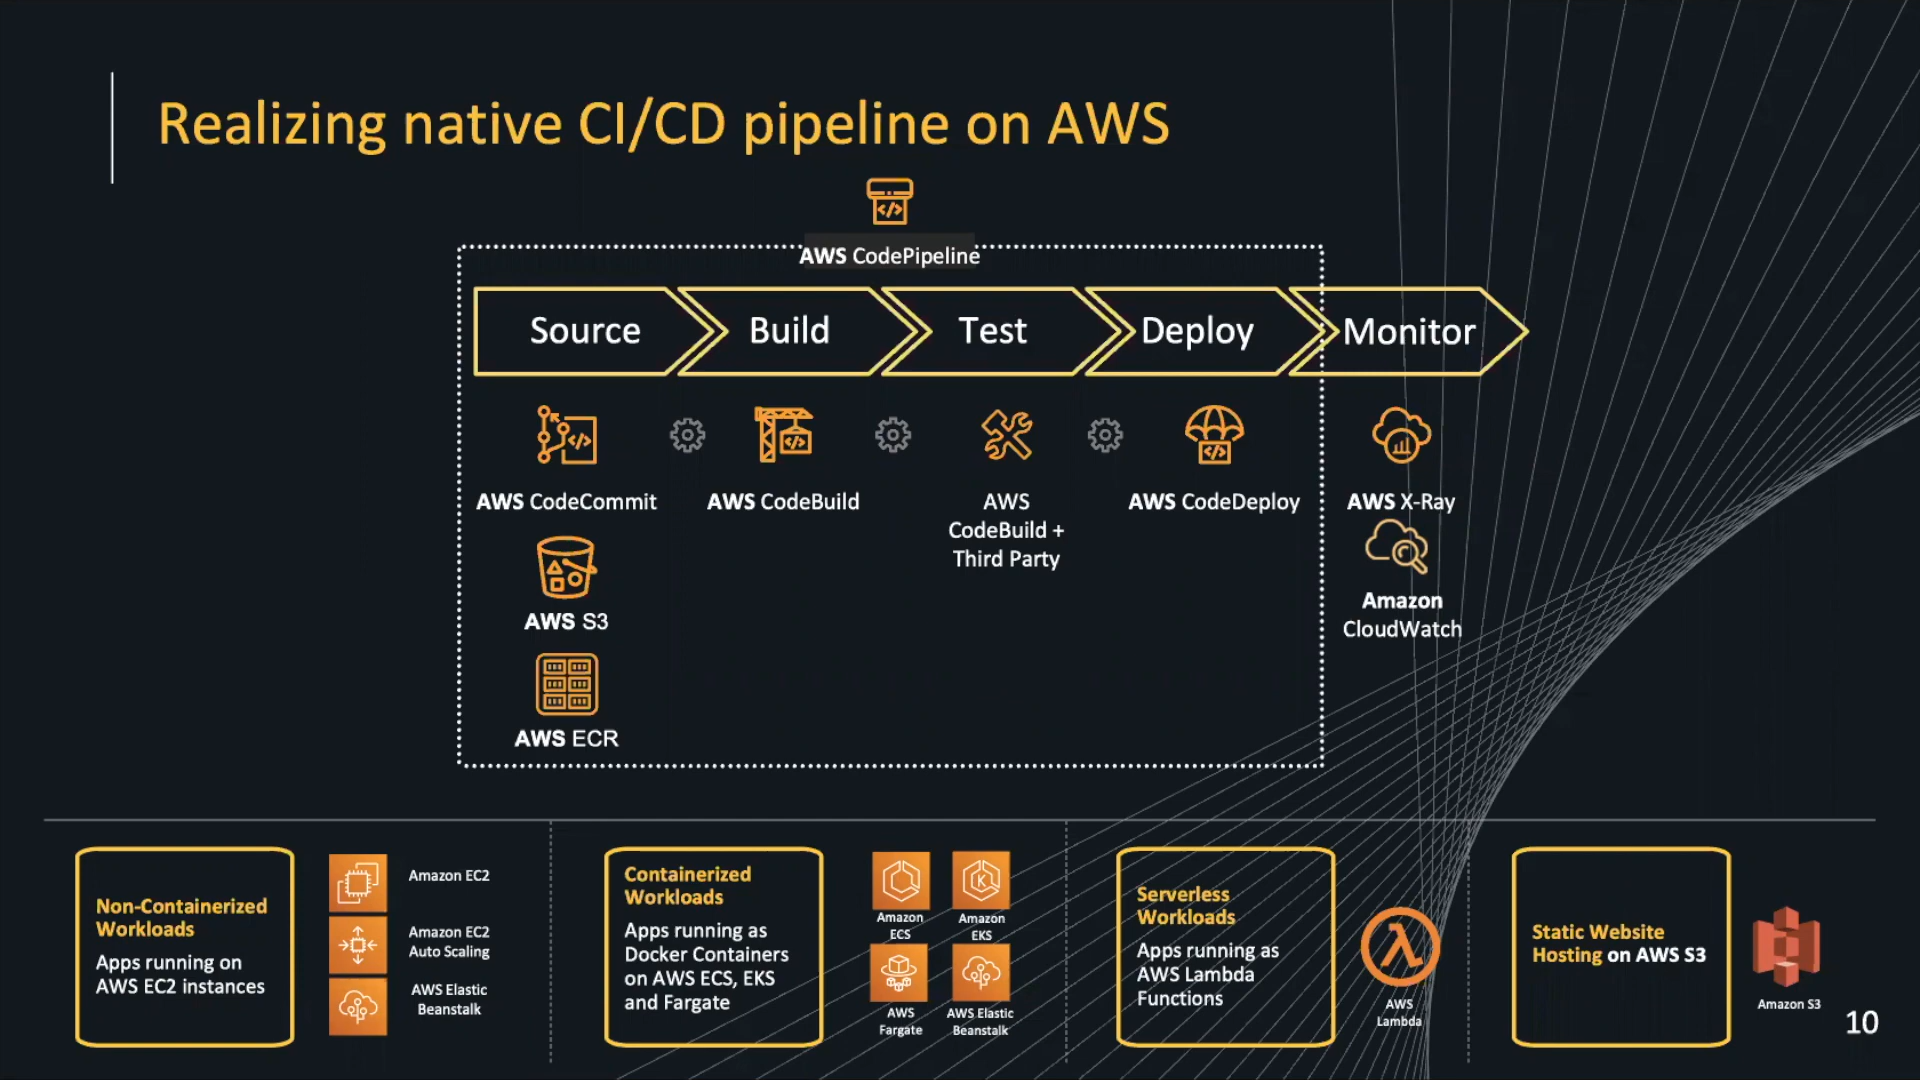 Realizing native CI/CD pipeline on AWS
AWS CodePipeline
Source
Build
Test
Deploy
Monitor
AWS CodeCommit
AWS CodeBuild
AWS
CodeBuild +
Third Party
AWS CodeDeploy
AWS X-Ray
Amazon
CloudWatch
AWS S3
AWS ECR
Non-Containerized
Workloads
Apps running on
AWS EC2 instances
Amazon EC2
Amazon EC2
Auto Scaling
AWS Elastic
Beanstalk
Containerized
Workloads
Apps running as
Docker Containers
on AWS ECS, EKS
and Fargate
Amazon
ECS
Amazon
EKS
AWS
Fargate
AWS Elastic
Beanstalk
Serverless
Workloads
Apps running as
AWS Lambda
Functions
AWS
Lambda
Static Website
Hosting on AWS S3
Amazon S3
10